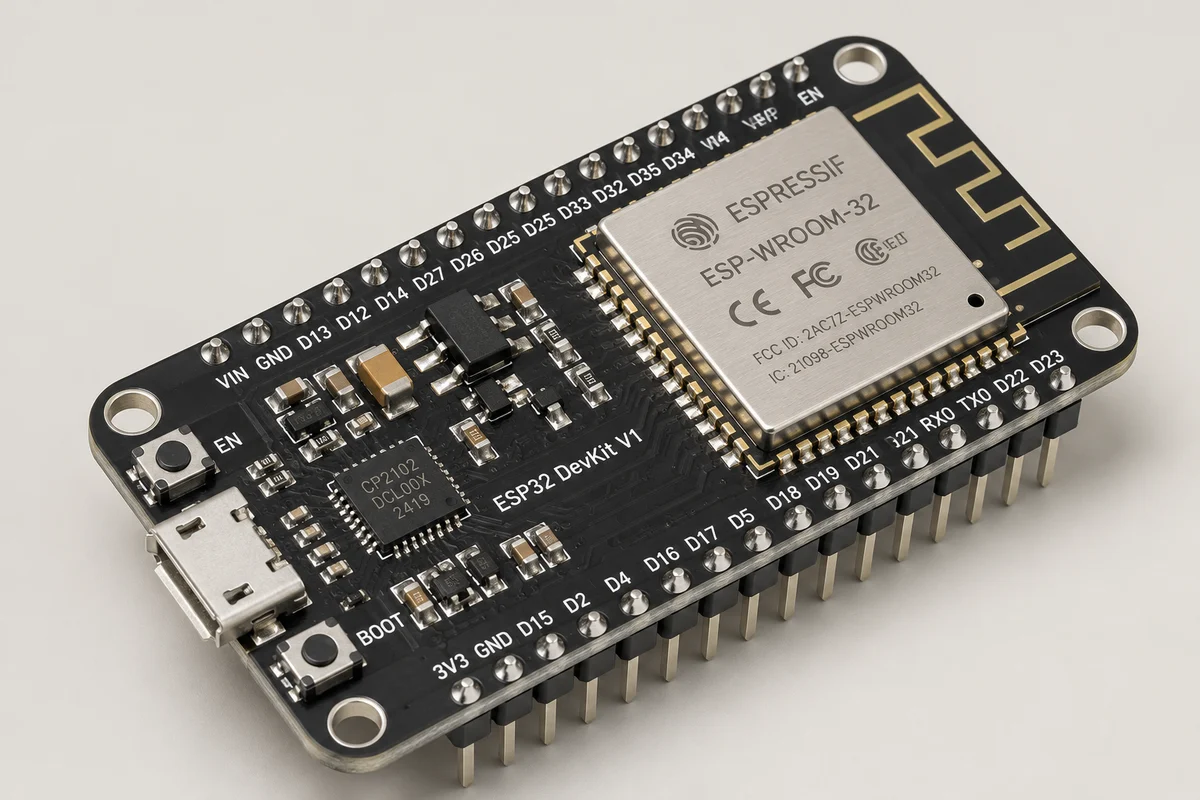 EN
D34
D35
D32
D33
D25
D25
D26
D27
D14
D12
D13
GND
VIN
ESPRESSIF
ESP-WROOM-32
CE FC
FCC ID: 2AC7Z-ESPWROOM32
IC: 21098-ESPWROOM32
EN
CP2102
DCL00X
2419
ESP32 DevKit V1
BOOT
3V3
GND
D15
D2
D4
D16
D17
D5
D18
D19
D21
RX0
TX0
D22
D23